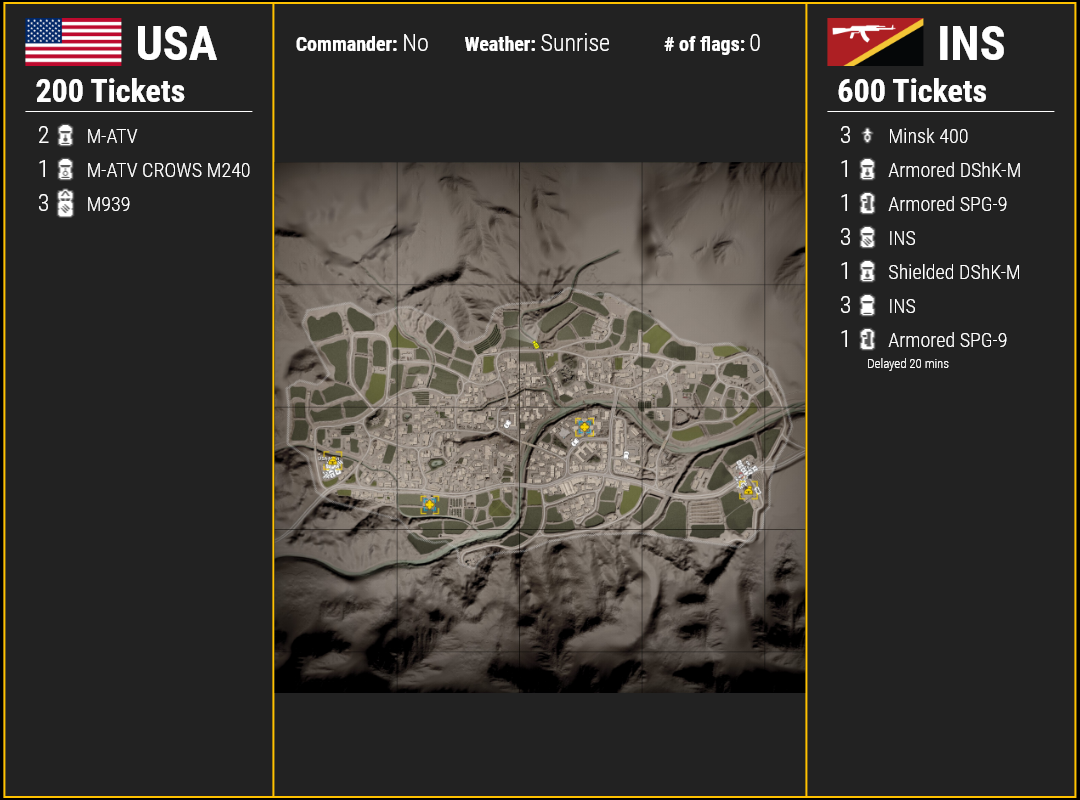 USA
200 Tickets
2 M-ATV
1 M-ATV CROWS M240
3 M939
Commander: No Weather: Sunrise # of flags: 0
INS
600 Tickets
3 Minsk 400
1 Armored DShK-M
1 Armored SPG-9
3 INS
1 Shielded DShK-M
3 INS
1 Armored SPG-9
Delayed 20 mins